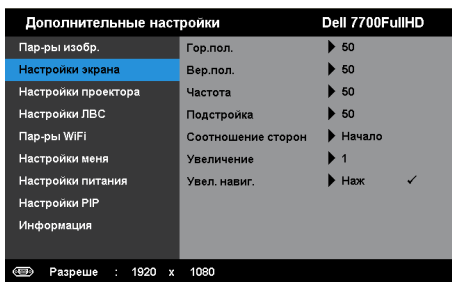 Дополнительные настройки Dell 7700FullHD
Пар-ры изобр. Гор.пол. 50
Настройки экрана Вер.пол. 50
Настройки проектора Частота 50
Настройки ЛВС Подстройка 50
Пар-ры WiFi Соотношение сторон Начало
Настройки меня Увеличение 1
Настройки питания Увел. навиг. Наж ✓
Настройки PIP
Информация
Разреше : 1920 x 1080